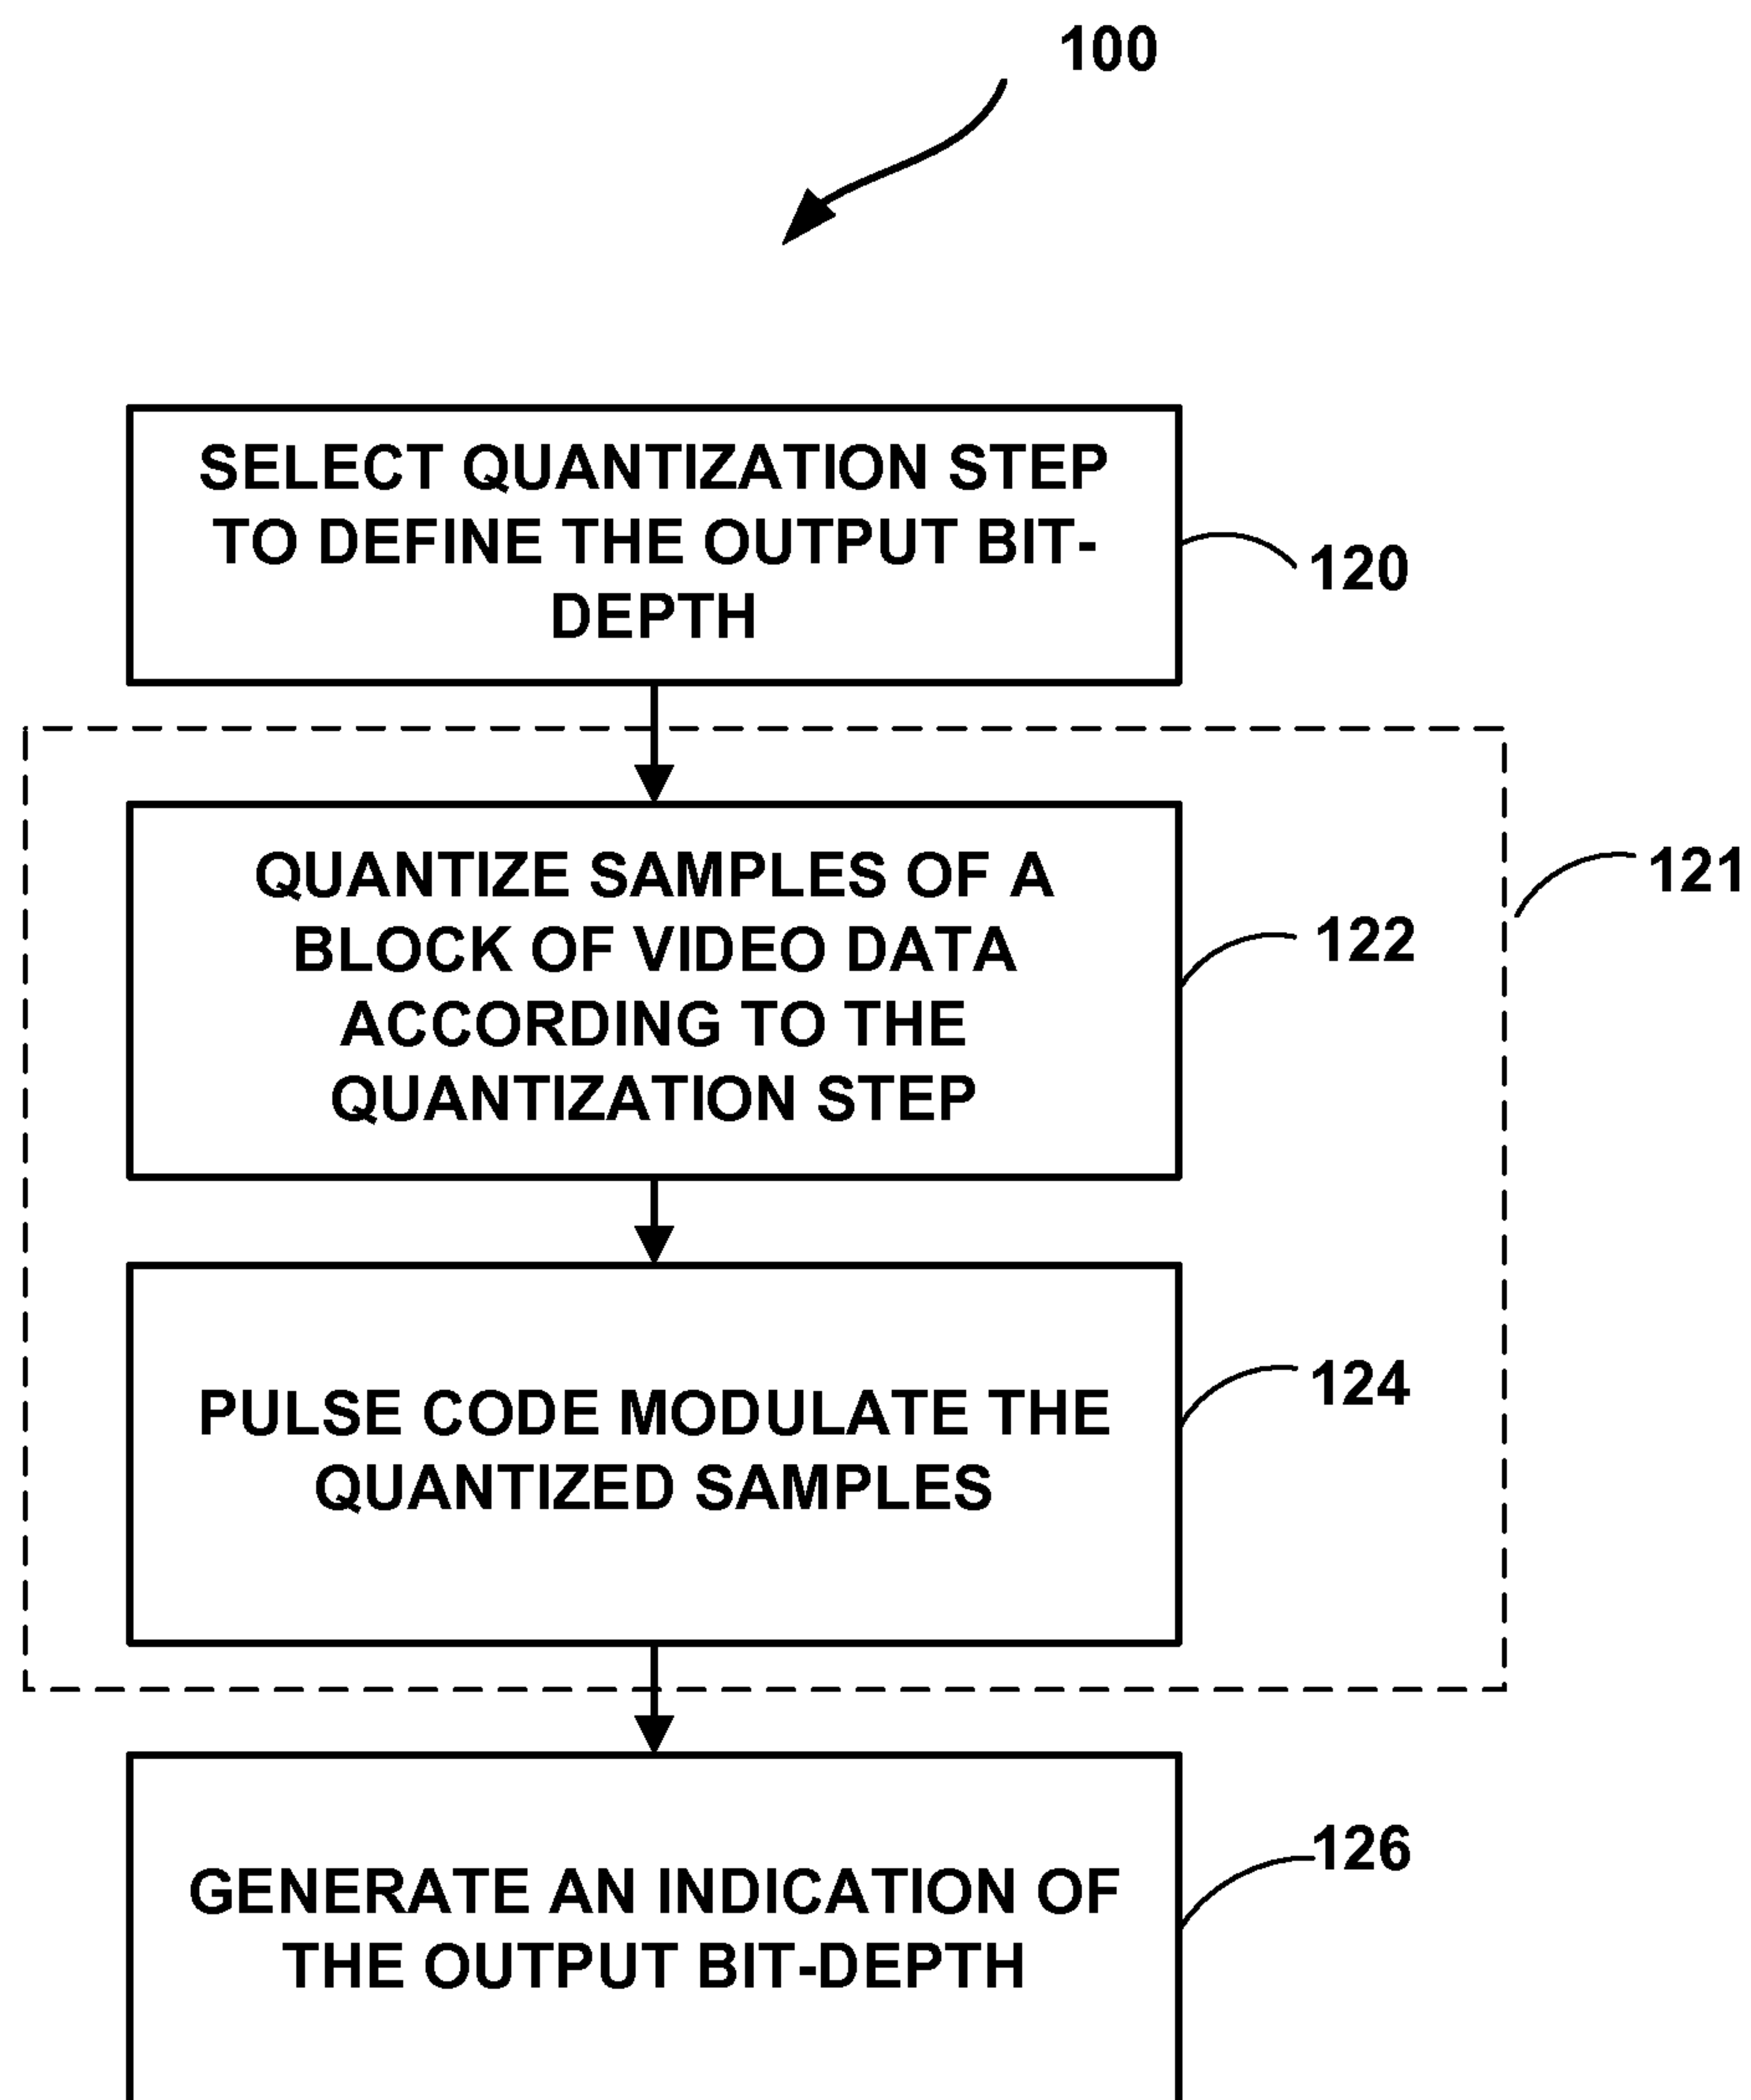 100
SELECT QUANTIZATION STEP
TO DEFINE THE OUTPUT BIT-
DEPTH
120
121
QUANTIZE SAMPLES OF A
BLOCK OF VIDEO DATA
ACCORDING TO THE
QUANTIZATION STEP
122
PULSE CODE MODULATE THE
QUANTIZED SAMPLES
124
GENERATE AN INDICATION OF
THE OUTPUT BIT-DEPTH
126